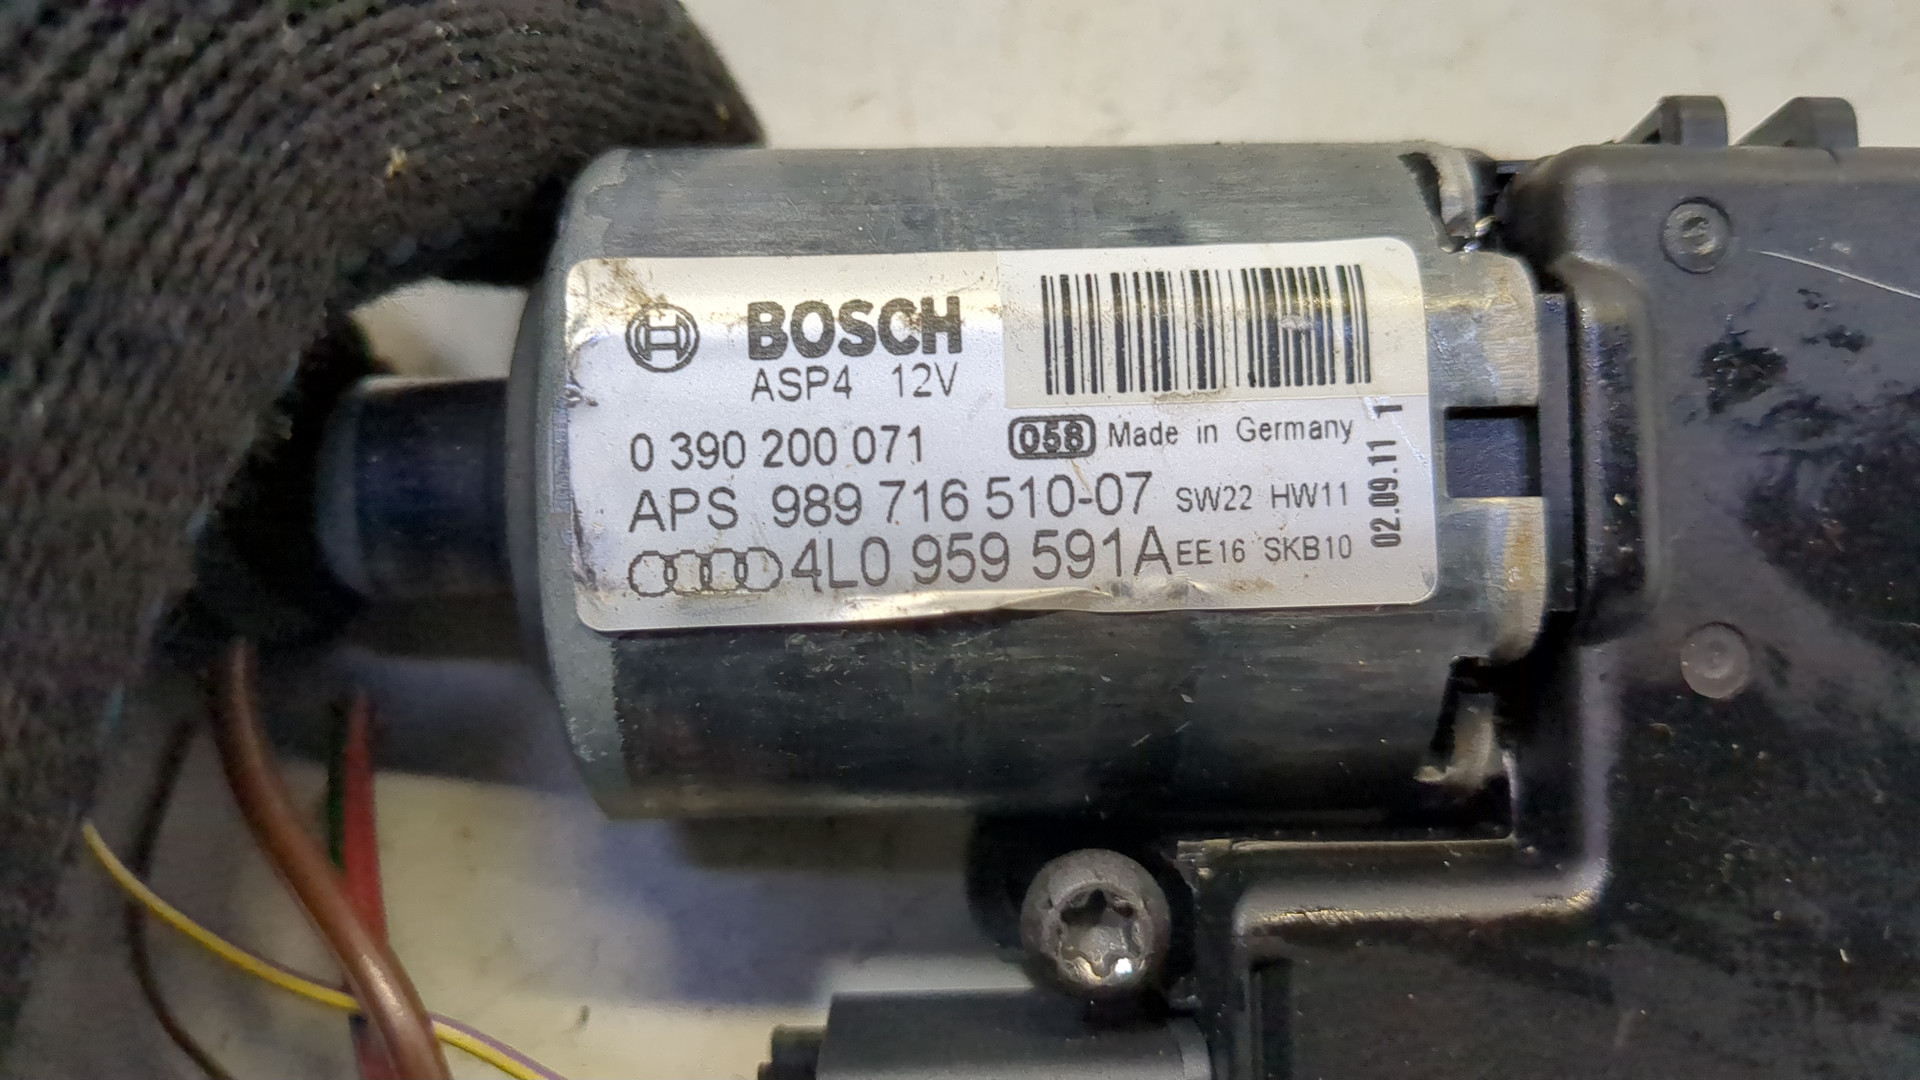 BOSCH
ASP4 12V
0 390 200 071
058 Made in Germany
APS 989 716 510-07 SW22 HW11
4L0 959 591A EE16 SKB10
02.09.11 1